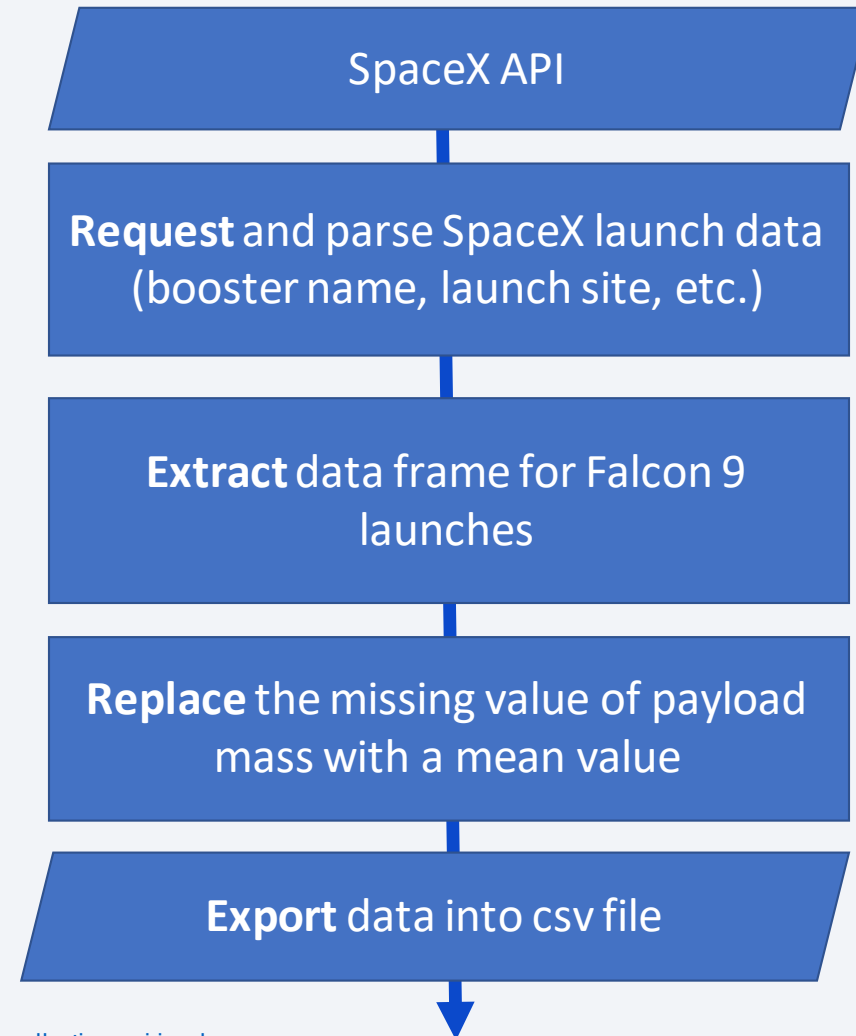 SpaceX API
Request and parse SpaceX launch data
(booster name, launch site, etc.)
Extract data frame for Falcon 9
launches
Replace the missing value of payload
mass with a mean value
Export data into csv file